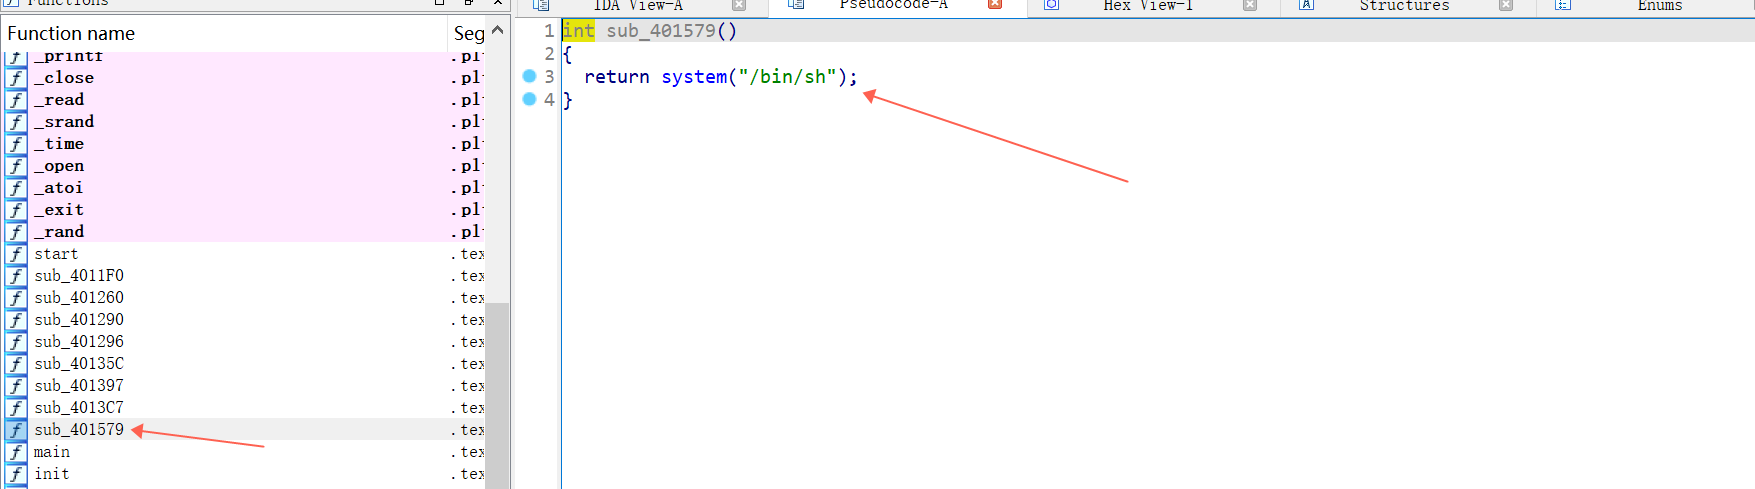 Functions
IDA View-A
Pseudocode-A
Hex View-1
Structures
Enums
Function name
Seg
f _printf .pl
f _close .pl
f _read .pl
f _srand .pl
f _time .pl
f _open .pl
f _atoi .pl
f _exit .pl
f _rand .pl
f start .tex
f sub_4011F0 .tex
f sub_401260 .tex
f sub_401290 .tex
f sub_401296 .tex
f sub_40135C .tex
f sub_401397 .tex
f sub_4013C7 .tex
f sub_401579 .tex
f main .tex
f init .tex
1 int sub_401579()
2 {
3 return system("/bin/sh");
4 }